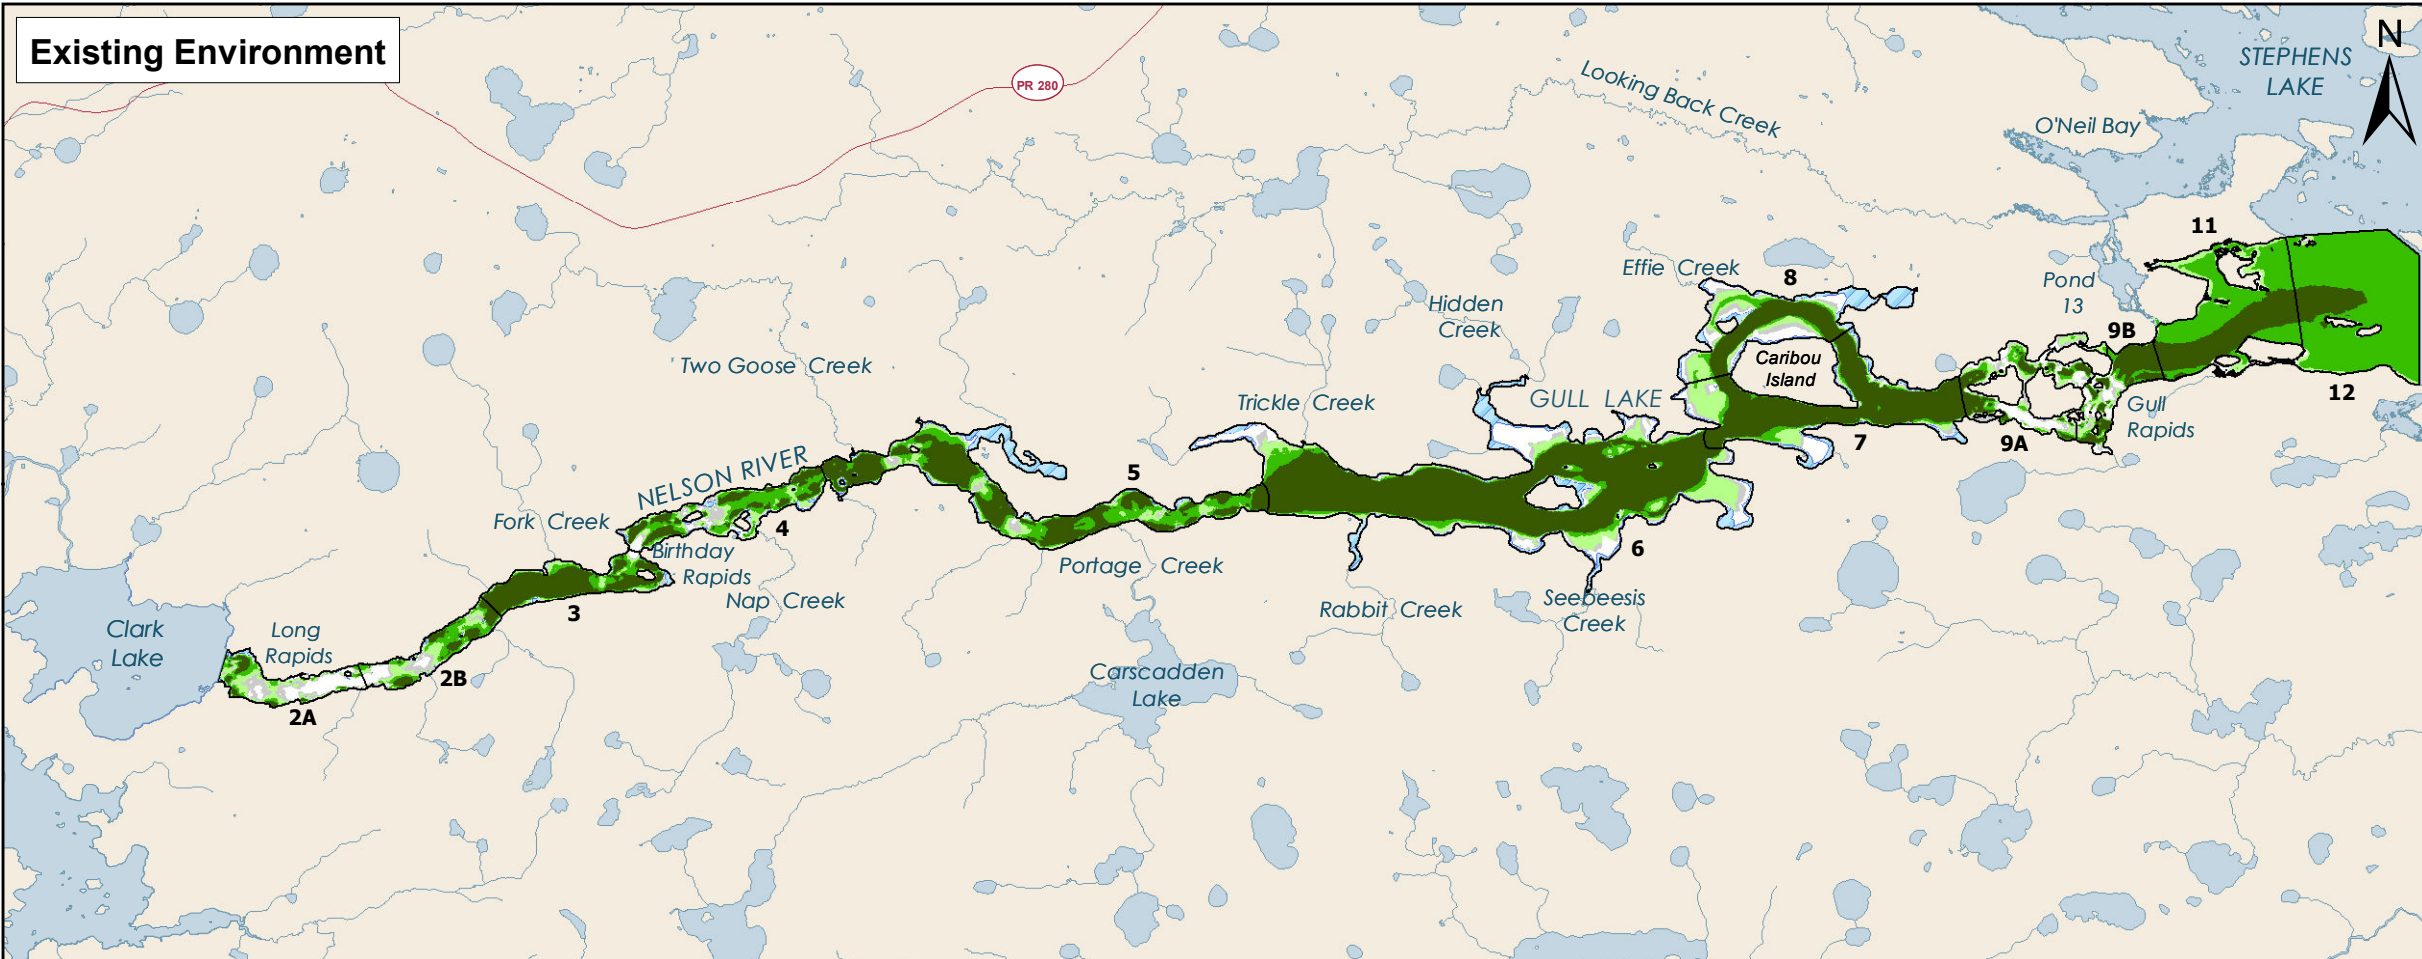 Existing Environment
N
STEPHENS
LAKE
PR 280
Looking Back Creek
O'Neil Bay
11
Effie Creek
8
Pond
13
Hidden
Creek
9B
Caribou
Island
Two Goose Creek
12
Trickle Creek
GULL LAKE
Gull
Rapids
7
9A
NELSON RIVER
5
Fork Creek
4
6
Birthday
Rapids
Portage Creek
Nap Creek
3
Rabbit Creek
Seebeesis
Creek
Clark
Lake
Long
Rapids
2B
Carscadden
Lake
2A